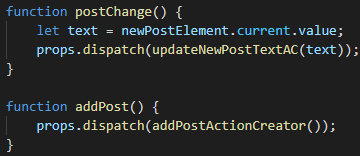 function postChange() {
    let text = newPostElement.current.value;
    props.dispatch(updateNewPostTextAC(text));
}

function addPost() {
    props.dispatch(addPostActionCreator());
}